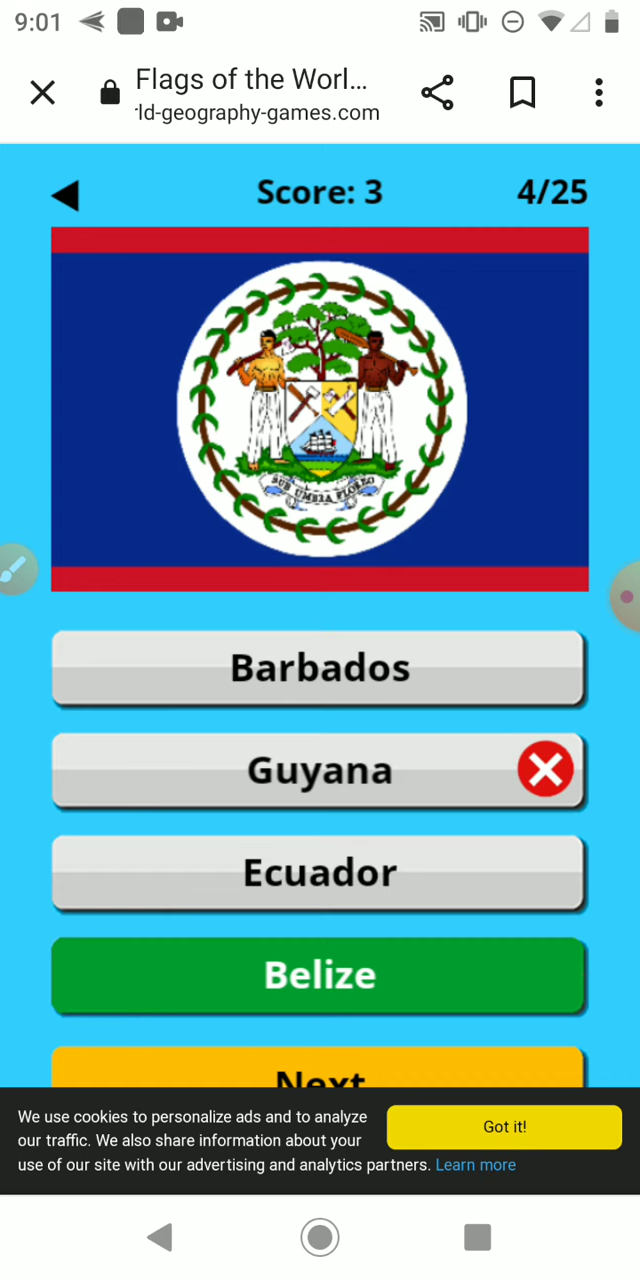 9:01
Flags of the Worl...
rld-geography-games.com
Score: 3
4/25
SUB UMBRA FLOREO
Barbados
Guyana
Ecuador
Belize
Next
We use cookies to personalize ads and to analyze
our traffic. We also share information about your
use of our site with our advertising and analytics partners. Learn more
Got it!